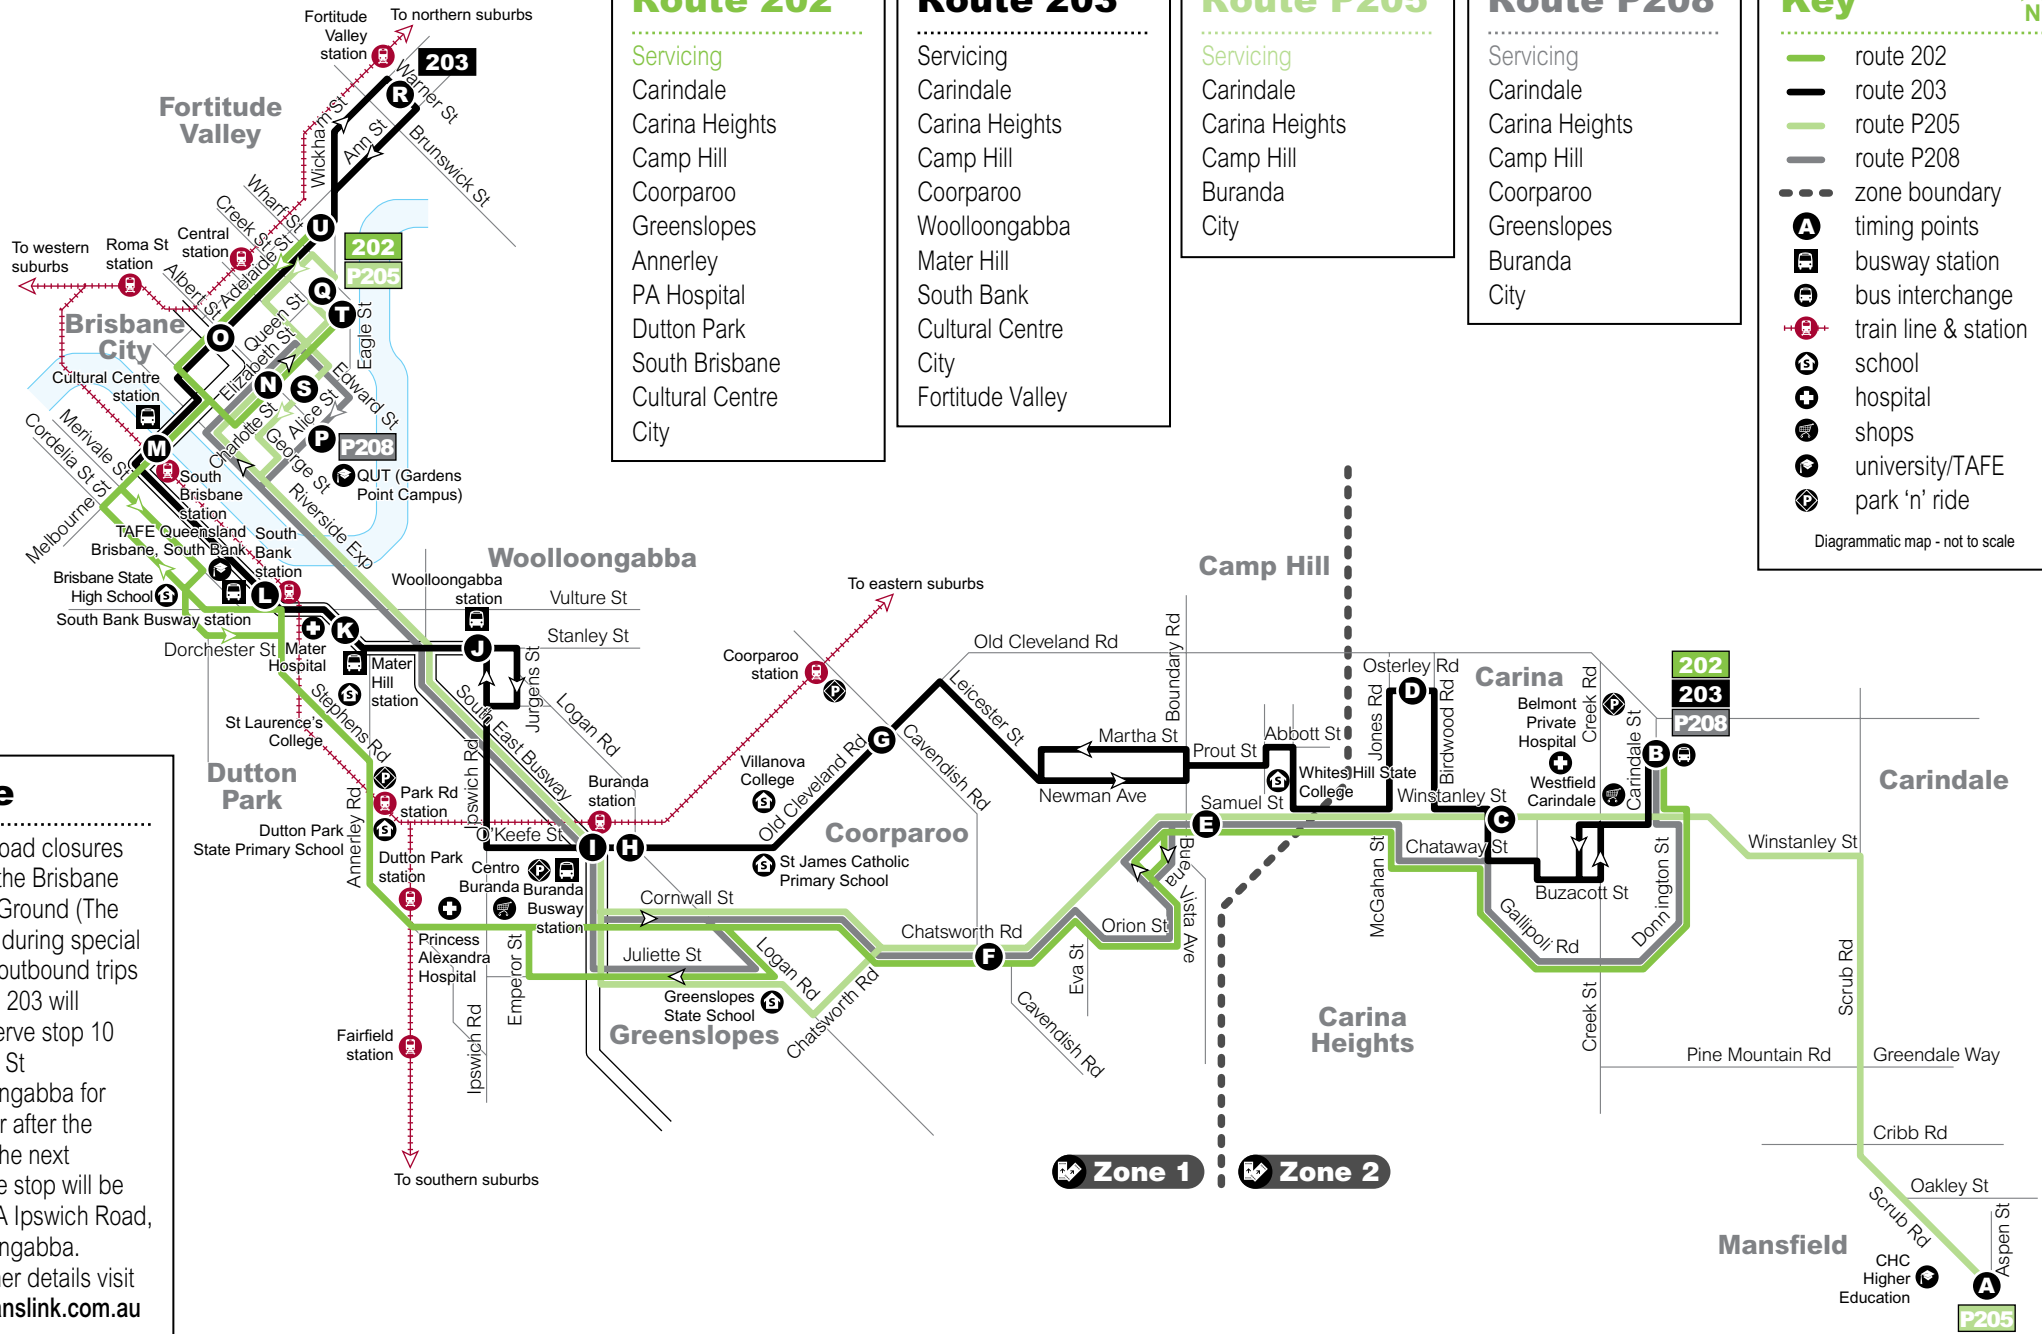 Route 202
Servicing
Carindale
Carina Heights
Camp Hill
Coorparoo
Greenslopes
Annerley
PA Hospital
Dutton Park
South Brisbane
Cultural Centre
City
Route 203
Servicing
Carindale
Carina Heights
Camp Hill
Coorparoo
Woolloongabba
Mater Hill
South Bank
Cultural Centre
City
Fortitude Valley
Route P205
Servicing
Carindale
Carina Heights
Camp Hill
Buranda
City
Route P208
Servicing
Carindale
Carina Heights
Camp Hill
Coorparoo
Greenslopes
Buranda
City
Key
N
route 202
route 203
route P205
route P208
zone boundary
A timing points
busway station
bus interchange
train line & station
school
hospital
shops
university/TAFE
park 'n' ride
Diagrammatic map - not to scale
Fortitude
Valley
station
To northern suburbs
203
R
Warner St
Fortitude
Valley
Wickham St
Ann St
Brunswick St
Wharf St
Creek St
Central
station
Adelaide St
U
202
P205
To western
suburbs
Roma St
station
Albert St
Q
T
Queen St
Eagle St
Brisbane
City
O
Elizabeth St
Cultural Centre
station
N
S
Edward St
Alice St
Merivale St
Cordelia St
M
Charlotte St
George St
P
P208
QUT (Gardens
Point Campus)
South
Brisbane
station
Melbourne St
Riverside Exp
TAFE Queensland
Brisbane, South Bank
South
Bank
station
Brisbane State
High School
L
South Bank Busway station
Woolloongabba
Woolloongabba
station
Vulture St
Stanley St
Dorchester St
K
J
Mater
Hospital
Mater
Hill
station
Stephens Rd
St Laurence's
College
South East Busway
Jurgens St
Logan Rd
Ipswich Rd
Dutton
Park
Park Rd
station
Annerley Rd
Dutton Park
State Primary School
Dutton Park
station
O'Keefe St
Buranda
station
I
H
Centro
Buranda
Buranda
Busway
station
Villanova
College
Old Cleveland Rd
St James Catholic
Primary School
Coorparoo
Coorparoo
station
To eastern suburbs
G
Cavendish Rd
Old Cleveland Rd
Leicester St
Camp Hill
Boundary Rd
Martha St
Newman Ave
Prout St
Abbott St
Whites Hill State
College
Osterley Rd
D
Jones Rd
Birdwood Rd
Carina
Belmont
Private
Hospital
Creek Rd
Westfield
Carindale
Carindale St
202
203
P208
B
Carindale
Winstanley St
C
Samuel St
E
Chataway St
Buzacott St
McGahan St
Gallipoli Rd
Donnington St
Winstanley St
Buena Vista Ave
Orion St
Eva St
Chatsworth Rd
F
Cavendish Rd
Cornwall St
Juliette St
Logan Rd
Chatsworth Rd
Greenslopes
State School
Greenslopes
Princess
Alexandra
Hospital
Emperor St
Ipswich Rd
Fairfield
station
To southern suburbs
Carina
Heights
Creek St
Scrub Rd
Pine Mountain Rd
Greendale Way
Cribb Rd
Oakley St
Scrub Rd
Aspen St
Mansfield
CHC
Higher
Education
A
P205
Zone 1
Zone 2
e
oad closures
the Brisbane
Ground (The
during special
outbound trips
203 will
erve stop 10
St
ngabba for
r after the
he next
e stop will be
A Ipswich Road,
ngabba.
er details visit
anslink.com.au